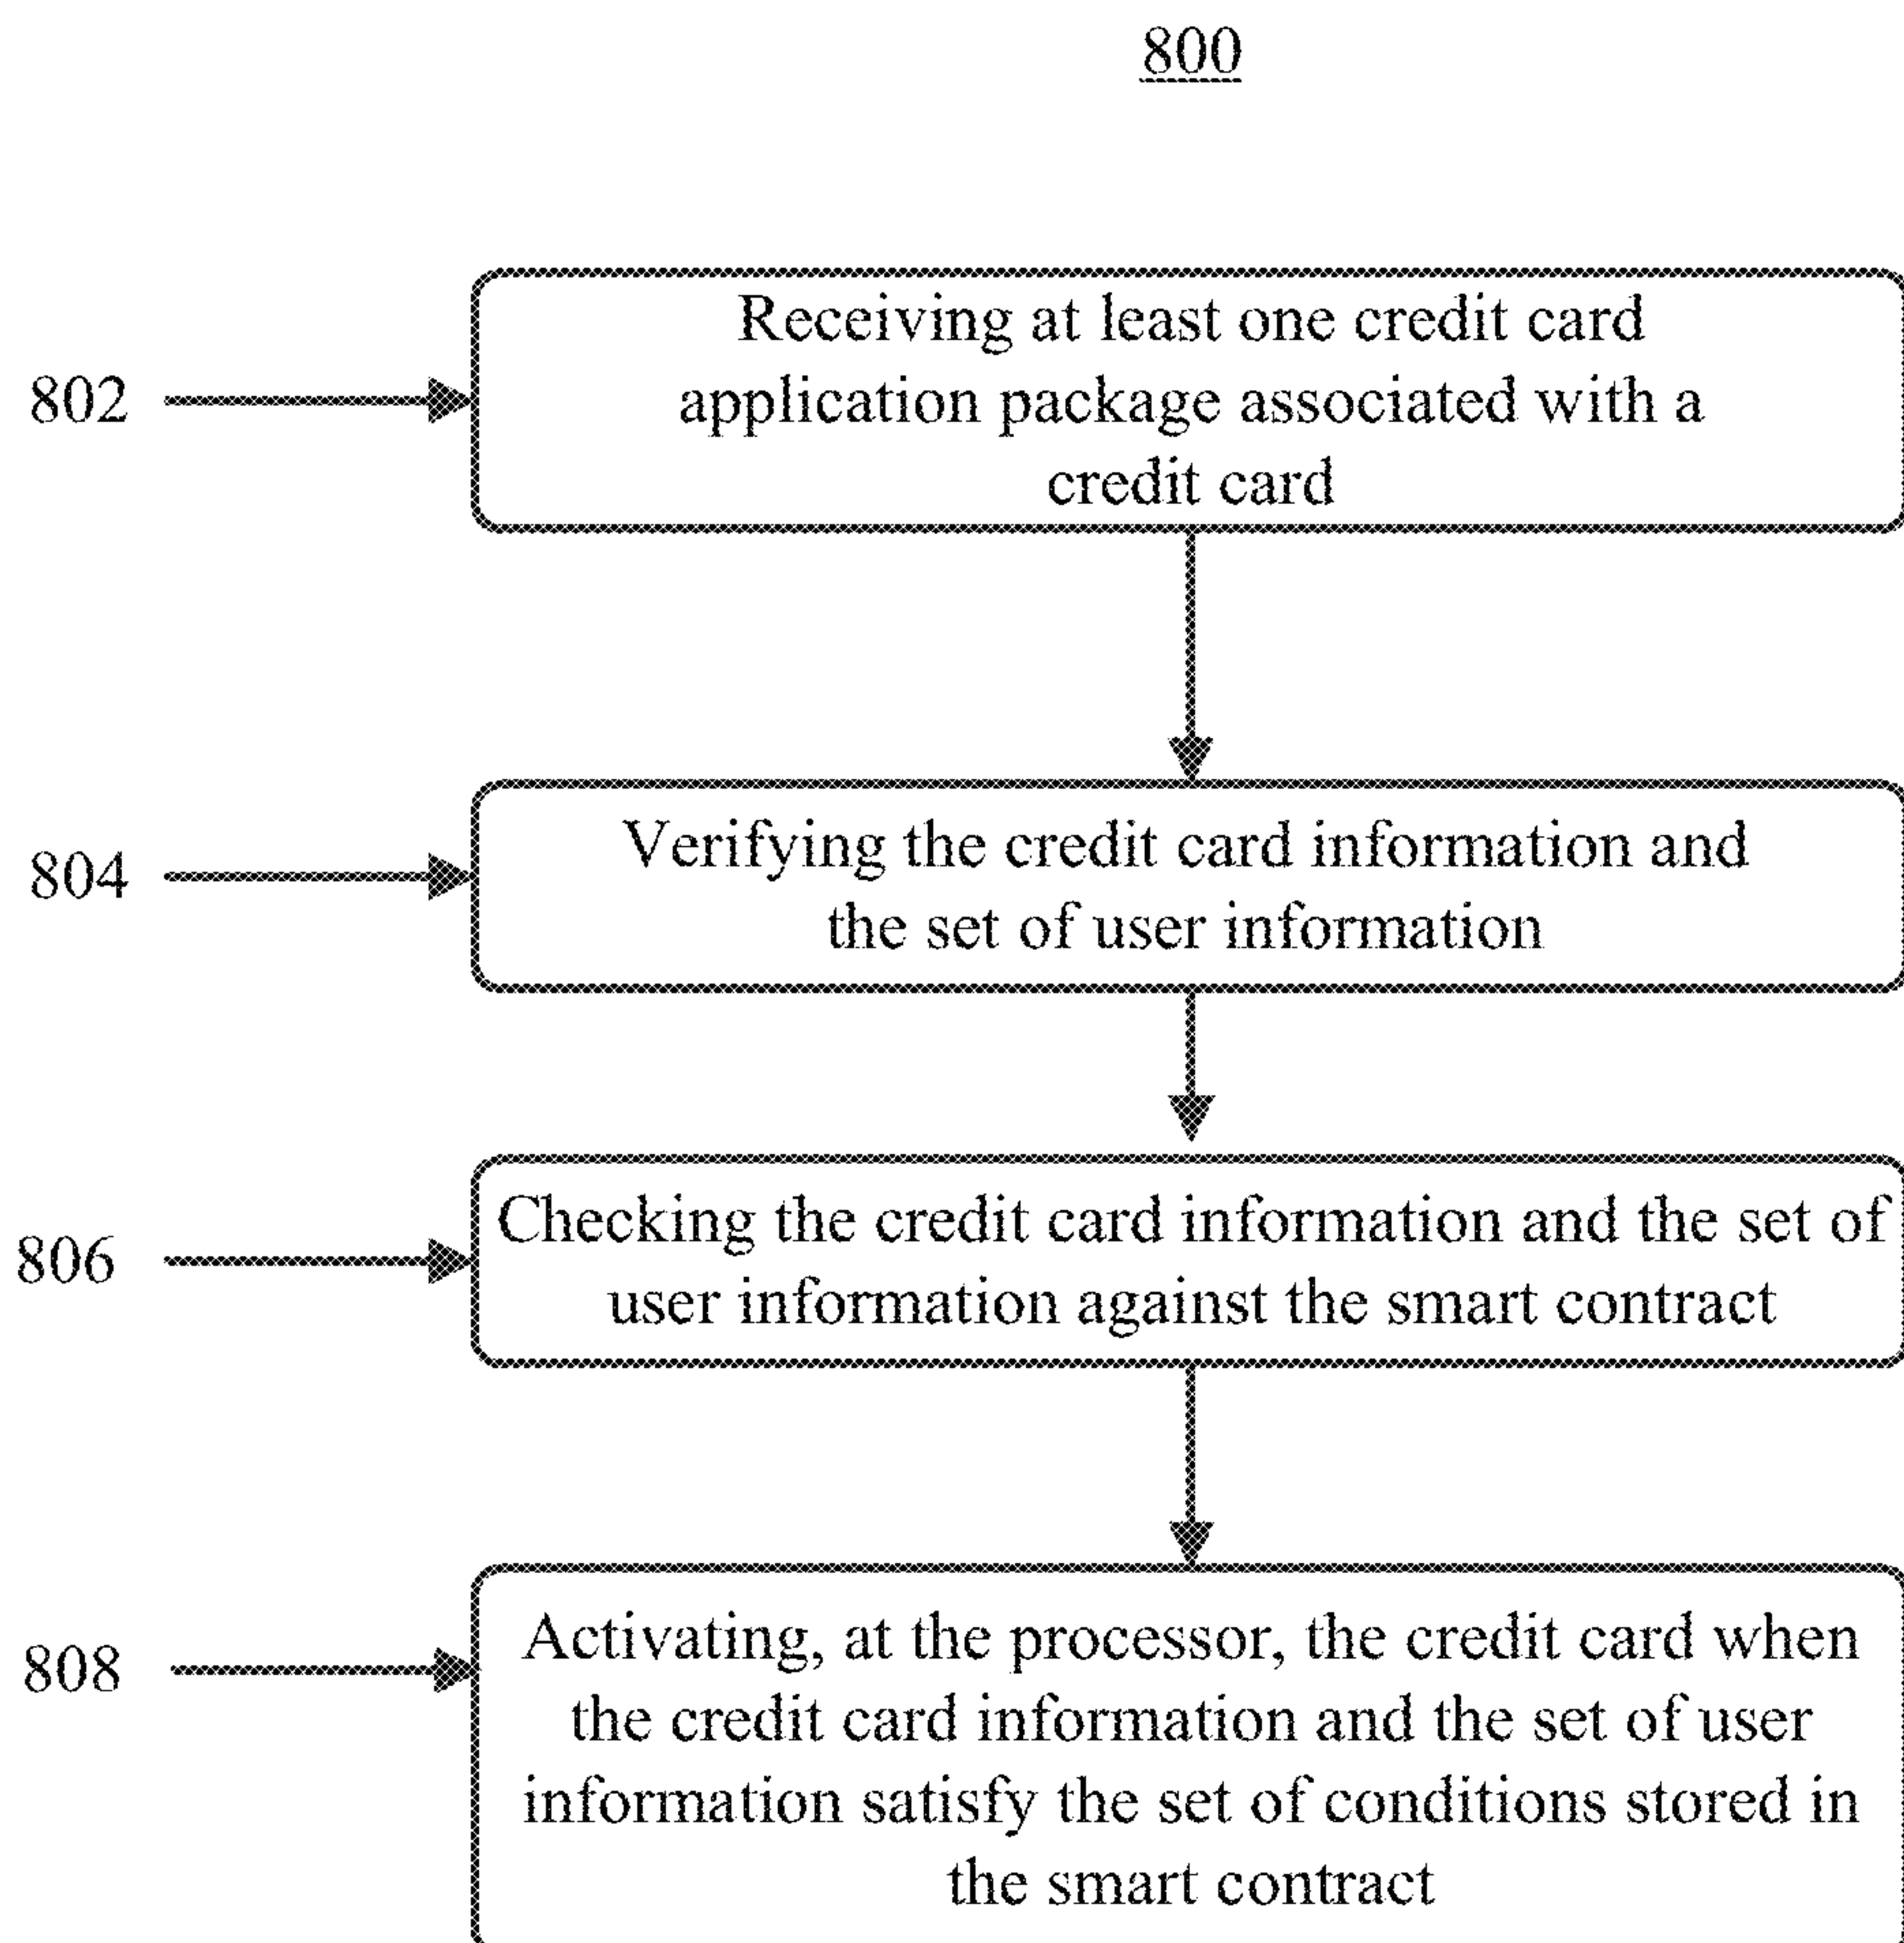 800
802
Receiving at least one credit card
application package associated with a
credit card
804
Verifying the credit card information and
the set of user information
806
Checking the credit card information and the set of
user information against the smart contract
808
Activating, at the processor, the credit card when
the credit card information and the set of user
information satisfy the set of conditions stored in
the smart contract